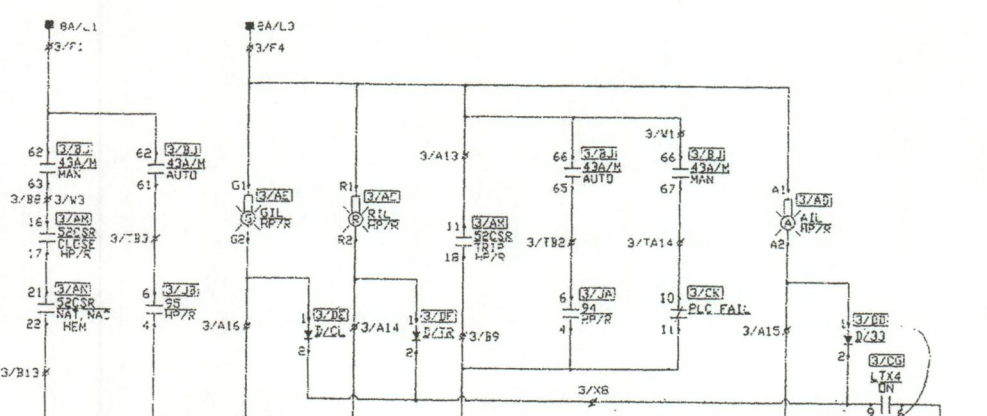 8A/L1
3/F1
62
3/BJ
43A/M
MAN
63
3/B8 3/W3
16
3/AM
52CSR
CLOSE
HP/R
17
21
3/AN
52CSR
NAT, NAC
HEM
22
3/B13
62
3/BJ
43A/M
AUTO
61
3/TB3
6
3/JB
95
HP/R
4
8A/L3
3/F4
G1
3/AE
G
GIL
HP/R
G2
3/A16
1
3/DE
D/CL
2
R1
3/AC
R
RIL
HP/R
R2
3/A14
1
3/DF
D/TR
2
3/A13
11
3/AM
52CSR
TRIP
HP/R
18
3/B9
66
3/BJ
43A/M
AUTO
65
3/TB2
6
3/JA
94
HP/R
4
3/W1
66
3/BJ
43A/M
MAN
67
3/TA14
10
3/CK
PLC FAIL
11
3/X8
A1
3/AD
A
AIL
HP/R
A2
3/A15
1
D/33
2
3/CG
LTX4
ON
9